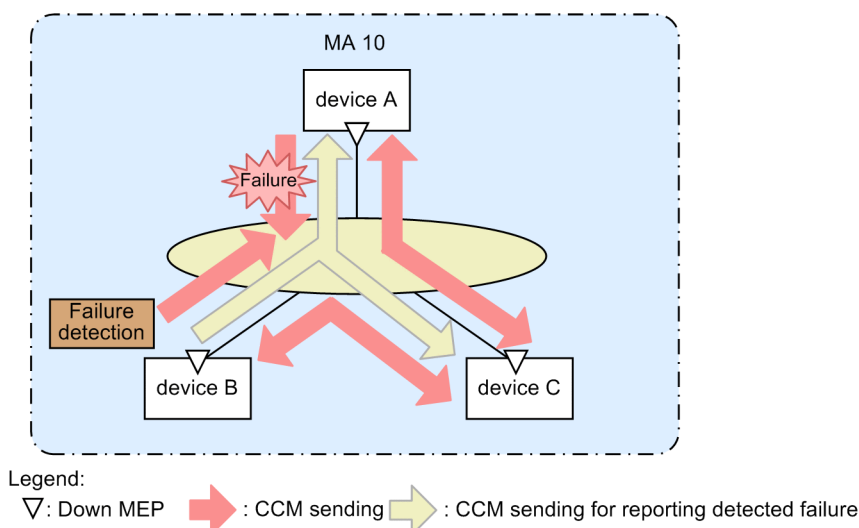 MA 10
device A
Failure
Failure
detection
device B
device C
Legend:
: Down MEP
: CCM sending
: CCM sending for reporting detected failure